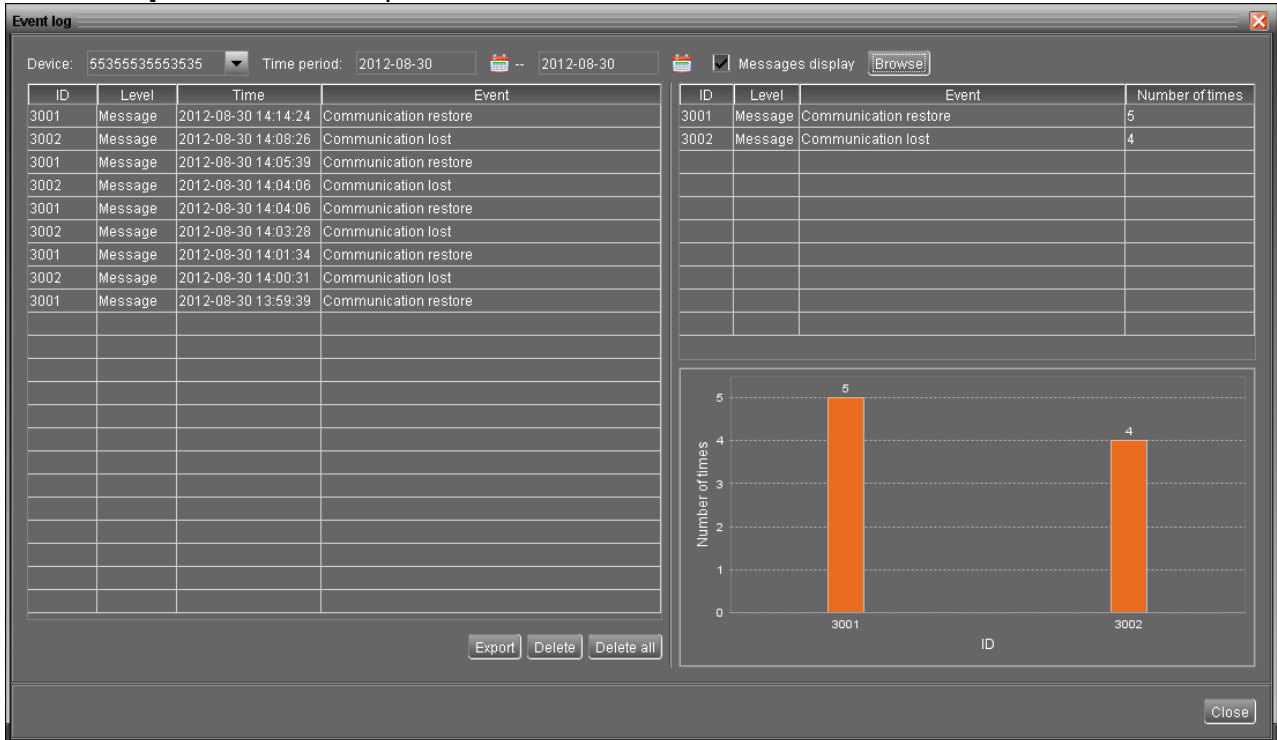 Event log
Device: 55355535553535 Time period: 2012-08-30 -- 2012-08-30 Messages display Browse
ID Level Time Event
3001 Message 2012-08-30 14:14:24 Communication restore
3002 Message 2012-08-30 14:08:26 Communication lost
3001 Message 2012-08-30 14:05:39 Communication restore
3002 Message 2012-08-30 14:04:06 Communication lost
3001 Message 2012-08-30 14:04:06 Communication restore
3002 Message 2012-08-30 14:03:28 Communication lost
3001 Message 2012-08-30 14:01:34 Communication restore
3002 Message 2012-08-30 14:00:31 Communication lost
3001 Message 2012-08-30 13:59:39 Communication restore
Export Delete Delete all
ID Level Event Number of times
3001 Message Communication restore 5
3002 Message Communication lost 4
Number of times
5
4
3
2
1
0
5
4
3001 3002
ID
Close